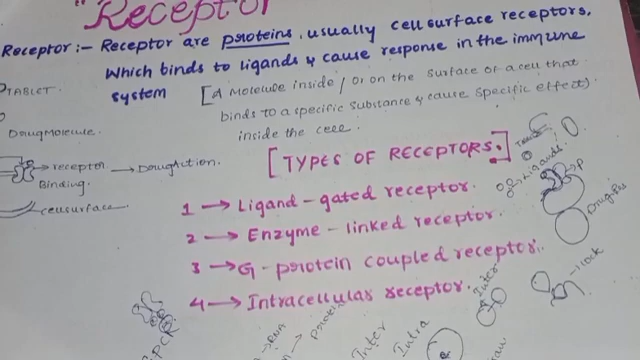 "Receptor
Receptor :- Receptor are proteins, usually cell surface receptors,
Which binds to ligands & cause response in the immune
system [A molecule inside / or on the surface of a cell that
binds to a specific substance & cause specific effect)
inside the cell.
TABLET.
Drug Molecule.
receptor → Drug Action.
Binding.
cell surface.
[TYPES OF RECEPTORS.]
1 → Ligand-gated receptor.
2 → Enzyme-linked receptor.
3 → G-protein coupled receptor.
4 → Intracellular receptor.
Ligands
Inter
Inter
Intra